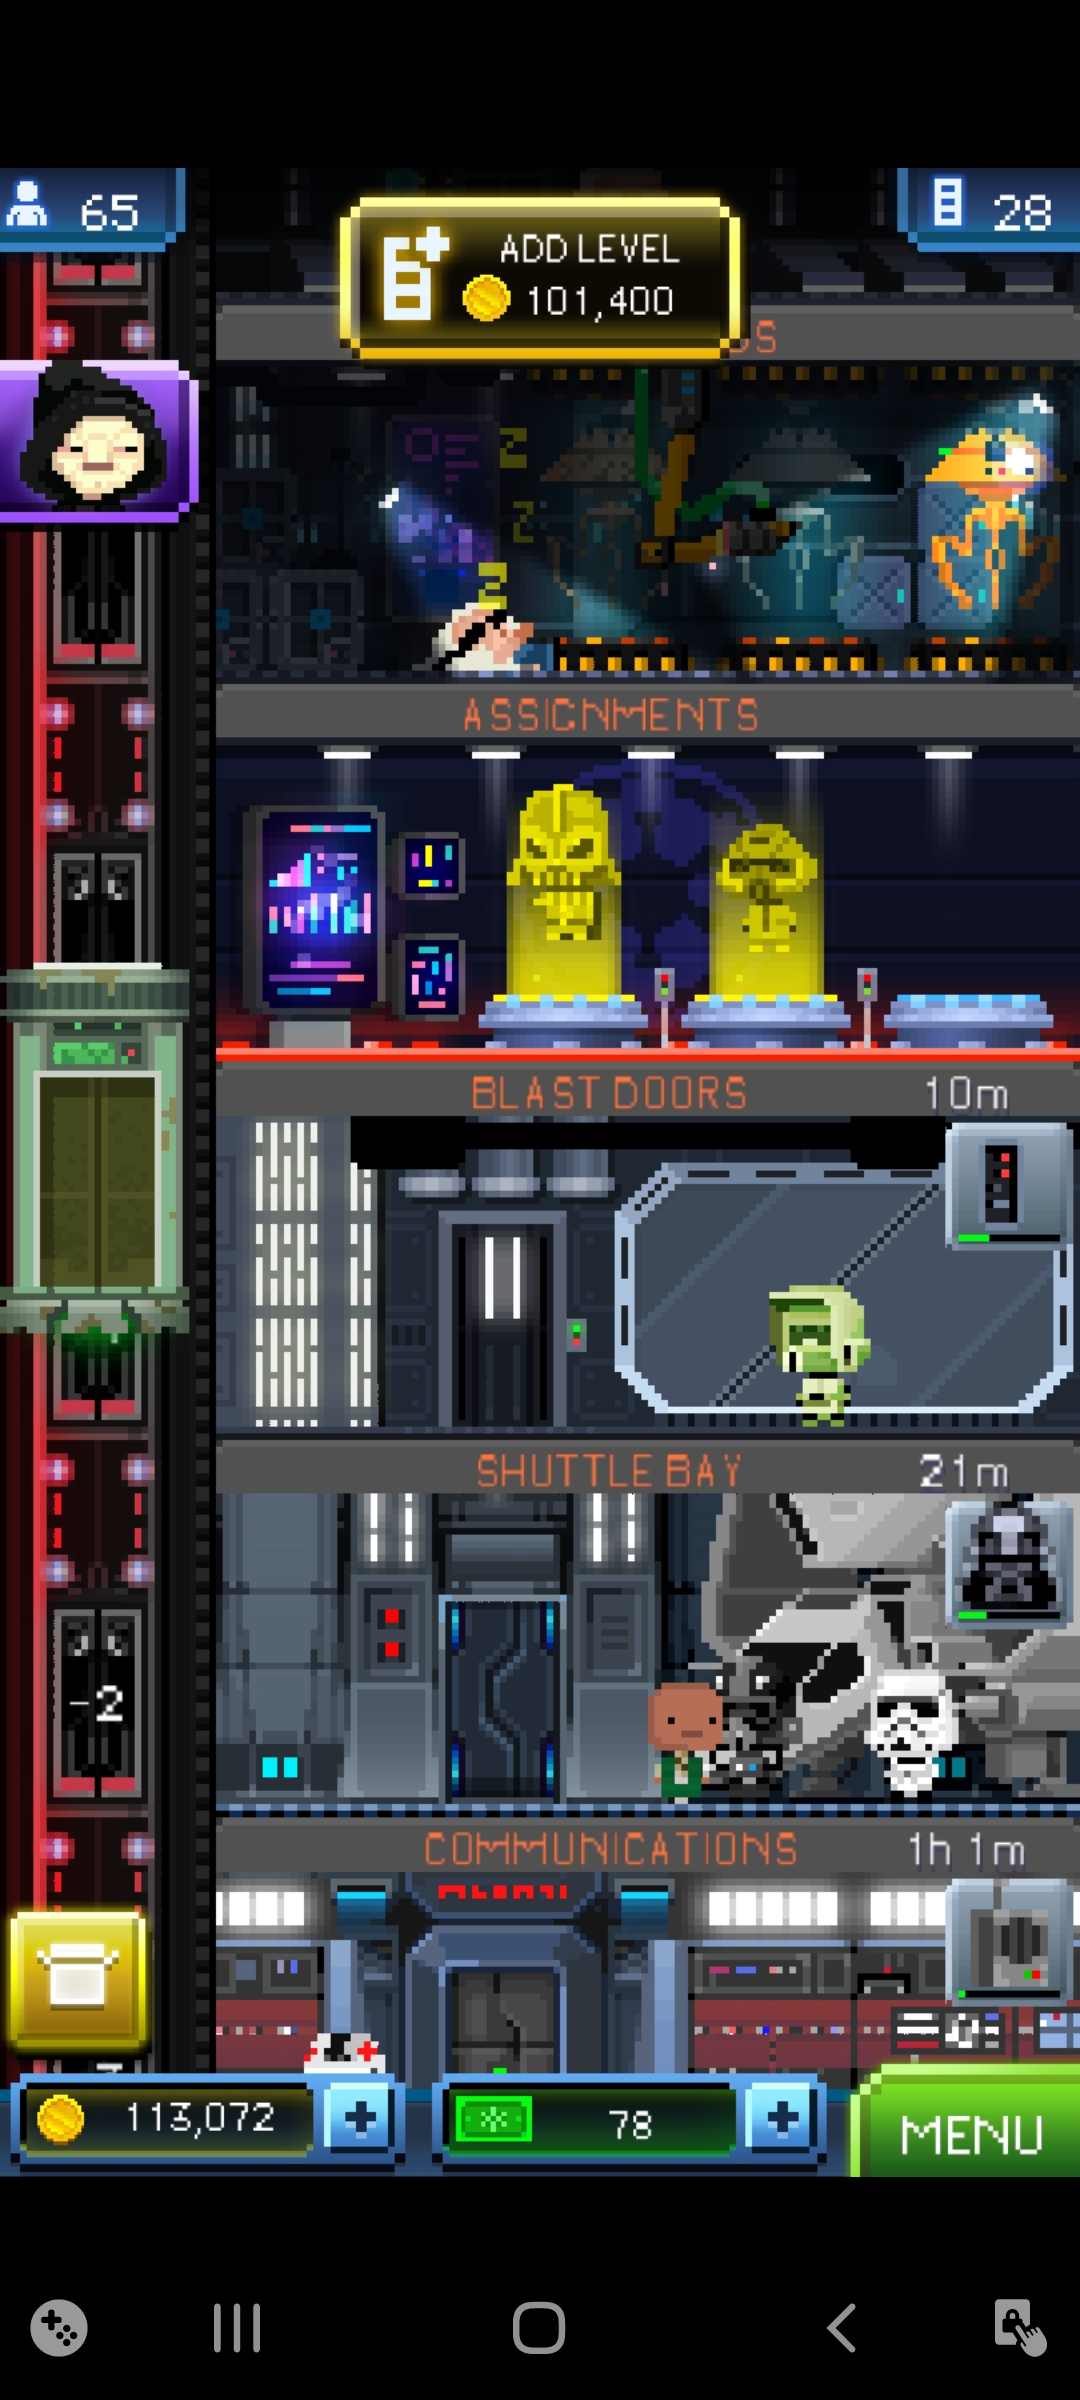 65
ADD LEVEL
101,400
28
ASSIGNMENTS
BLAST DOORS
10m
SHUTTLE BAY
21m
-2
COMMUNICATIONS
1h 1m
113,072
78
MENU